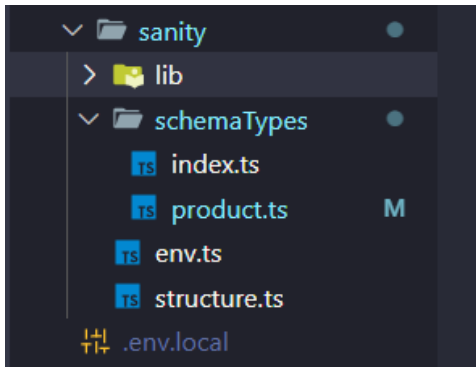 sanity
lib
schemaTypes
TS index.ts
TS product.ts M
TS env.ts
TS structure.ts
.env.local